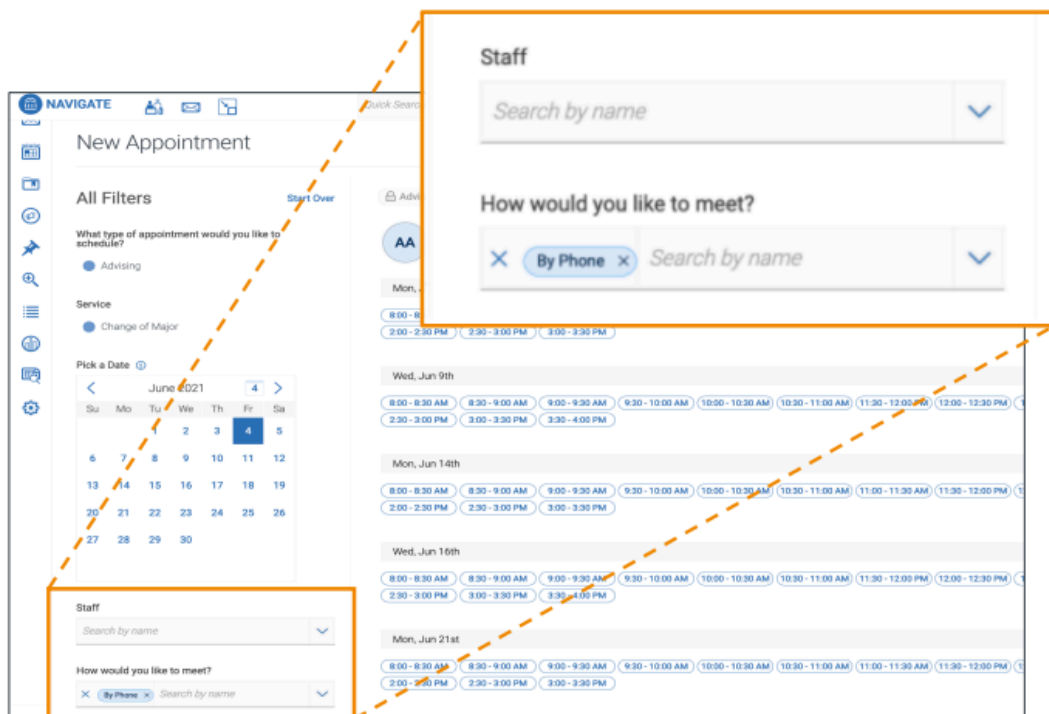 Staff
Search by name
How would you like to meet?
By Phone × Search by name
NAVIGATE
Quick Sear
New Appointment
All Filters
Start Over
What type of appointment would you like to
schedule?
Advising
Service
Change of Major
Pick a Date
June 2021 4
Su Mo Tu We Th Fr Sa
1 2 3 4 5
6 7 8 9 10 11 12
13 14 15 16 17 18 19
20 21 22 23 24 25 26
27 28 29 30
Staff
Search by name
How would you like to meet?
× By Phone × Search by name
Advi
AA
Mon,
8:00 - 8
2:00 - 2:30 PM 2:30 - 3:00 PM 3:00 - 3:30 PM
Wed, Jun 9th
8:00 - 8:30 AM 8:30 - 9:00 AM 9:00 - 9:30 AM 9:30 - 10:00 AM 10:00 - 10:30 AM 10:30 - 11:00 AM 11:30 - 12:00 PM 12:00 - 12:30 PM
2:30 - 3:00 PM 3:00 - 3:30 PM 3:30 - 4:00 PM
Mon, Jun 14th
8:00 - 8:30 AM 8:30 - 9:00 AM 9:00 - 9:30 AM 9:30 - 10:00 AM 10:00 - 10:30 AM 10:30 - 11:00 AM 11:00 - 11:30 AM 11:30 - 12:00 PM
2:00 - 2:30 PM 2:30 - 3:00 PM 3:00 - 3:30 PM
Wed, Jun 16th
8:00 - 8:30 AM 8:30 - 9:00 AM 9:00 - 9:30 AM 9:30 - 10:00 AM 10:00 - 10:30 AM 10:30 - 11:00 AM 11:30 - 12:00 PM 12:00 - 12:30 PM
2:30 - 3:00 PM 3:00 - 3:30 PM 3:30 - 4:00 PM
Mon, Jun 21st
8:00 - 8:30 AM 8:30 - 9:00 AM 9:00 - 9:30 AM 9:30 - 10:00 AM 10:00 - 10:30 AM 10:30 - 11:00 AM 11:00 - 11:30 AM 11:30 - 12:00 PM
2:00 - 2:30 PM 2:30 - 3:00 PM 3:00 - 3:30 PM